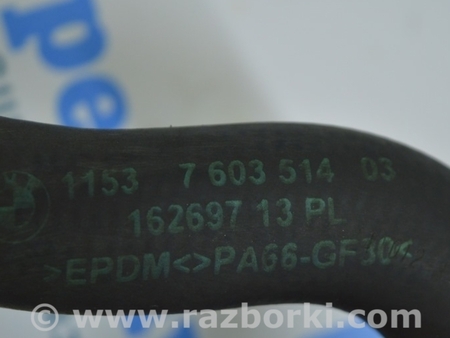 1153 7 603 514 03
162697 13 PL
>EPDM<>PA66-GF30<
www.razborki.com